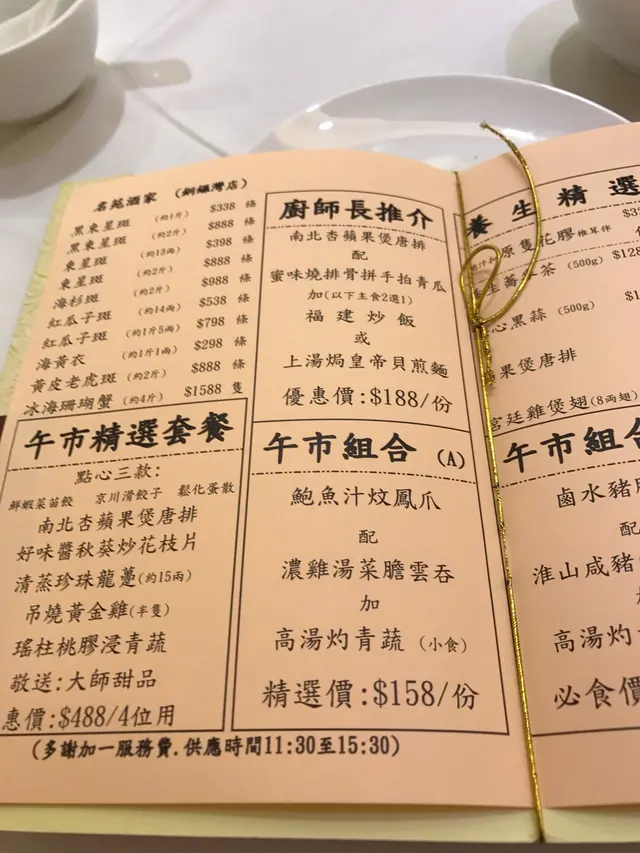 名苑酒家 (銅鑼灣店)
黑東星斑 (約1斤) $338 條
黑東星斑 (約2斤) $888 條
東星斑 (約13兩) $398 條
東星斑 (約2斤) $888 條
海杉斑 (約2斤) $988 條
紅瓜子斑 (約14兩) $538 條
紅瓜子斑 (約1斤5兩) $798 條
海黃衣 (約1斤1兩) $298 條
黃皮老虎斑 (約2斤) $888 條
冰海珊瑚蟹 (約4斤) $1588 隻
午市精選套餐
點心三款:
鮮蝦菜苗餃 京川滑餃子 鬆化蛋散
南北杏蘋果煲唐排
好味醬秋葵炒花枝片
清蒸珍珠龍躉(約15兩)
吊燒黃金雞(半隻)
瑤柱桃膠浸青蔬
敬送:大師甜品
惠價:$488/4位用
廚師長推介
南北杏蘋果煲唐排
配
蜜味燒排骨拼手拍青瓜
加(以下主食2選1)
福建炒飯
或
上湯焗皇帝貝煎麵
優惠價:$188/份
午市組合 (A)
鮑魚汁炆鳳爪
配
濃雞湯菜膽雲吞
加
高湯灼青蔬 (小食)
精選價:$158/份
(多謝加一服務費.供應時間11:30至15:30)
養生精選
原隻花膠 椎茸伴
茶 (500g) $128
心黑蒜 (500g)
果煲唐排
宮廷雞煲翅(8兩翅)
午市組合
鹵水豬
淮山咸豬
高湯灼
必食價